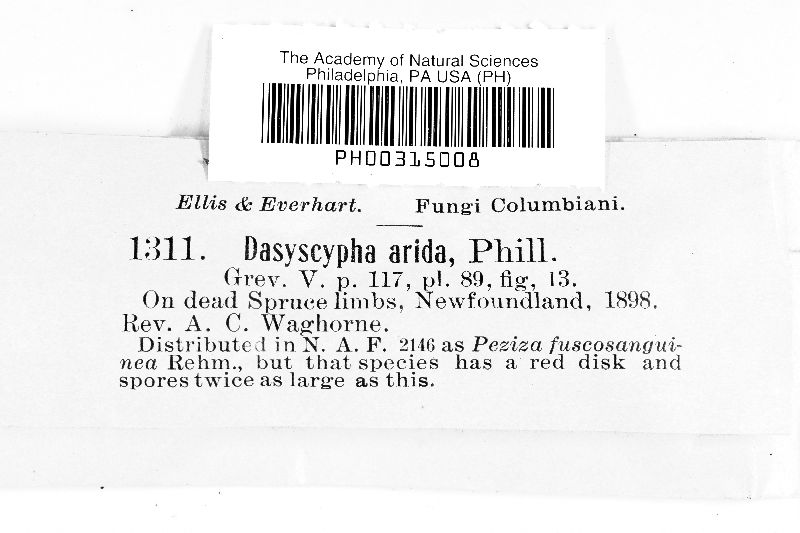 The Academy of Natural Sciences
Philadelphia, PA USA (PH)
PH00315008
Ellis & Everhart. Fungi Columbiani.
1311. Dasyscypha arida, Phill.
Grev. V. p. 117, pl. 89, fig, 13.
On dead Spruce limbs, Newfoundland, 1898.
Rev. A. C. Waghorne.
Distributed in N. A. F. 2146 as Peziza fuscosangui-
nea Rehm., but that species has a red disk and
spores twice as large as this.